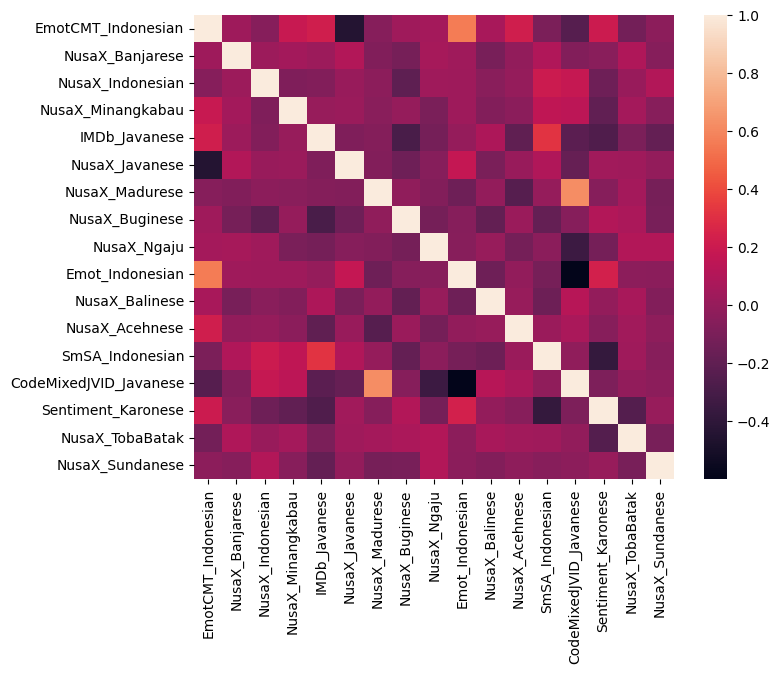 EmotCMT_Indonesian
NusaX_Banjarese
NusaX_Indonesian
NusaX_Minangkabau
IMDb_Javanese
NusaX_Javanese
NusaX_Madurese
NusaX_Buginese
NusaX_Ngaju
Emot_Indonesian
NusaX_Balinese
NusaX_Acehnese
SmSA_Indonesian
CodeMixedJVID_Javanese
Sentiment_Karonese
NusaX_TobaBatak
NusaX_Sundanese
EmotCMT_Indonesian
NusaX_Banjarese
NusaX_Indonesian
NusaX_Minangkabau
IMDb_Javanese
NusaX_Javanese
NusaX_Madurese
NusaX_Buginese
NusaX_Ngaju
Emot_Indonesian
NusaX_Balinese
NusaX_Acehnese
SmSA_Indonesian
CodeMixedJVID_Javanese
Sentiment_Karonese
NusaX_TobaBatak
NusaX_Sundanese
1.0
0.8
0.6
0.4
0.2
0.0
−0.2
−0.4